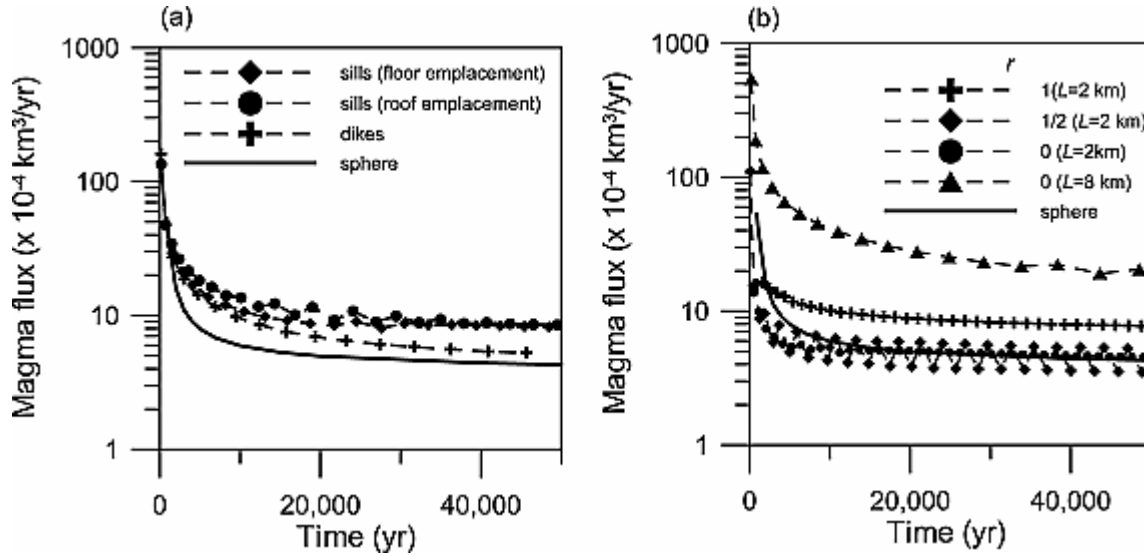 (a)
1000
100
10
1
Magma flux (x 10⁻⁴ km³/yr)
sills (floor emplacement)
sills (roof emplacement)
dikes
sphere
0
20,000
40,000
Time (yr)
(b)
1000
100
10
1
Magma flux (x 10⁻⁴ km³/yr)
r
1(L=2 km)
1/2 (L=2 km)
0 (L=2km)
0 (L=8 km)
sphere
0
20,000
40,000
Time (yr)